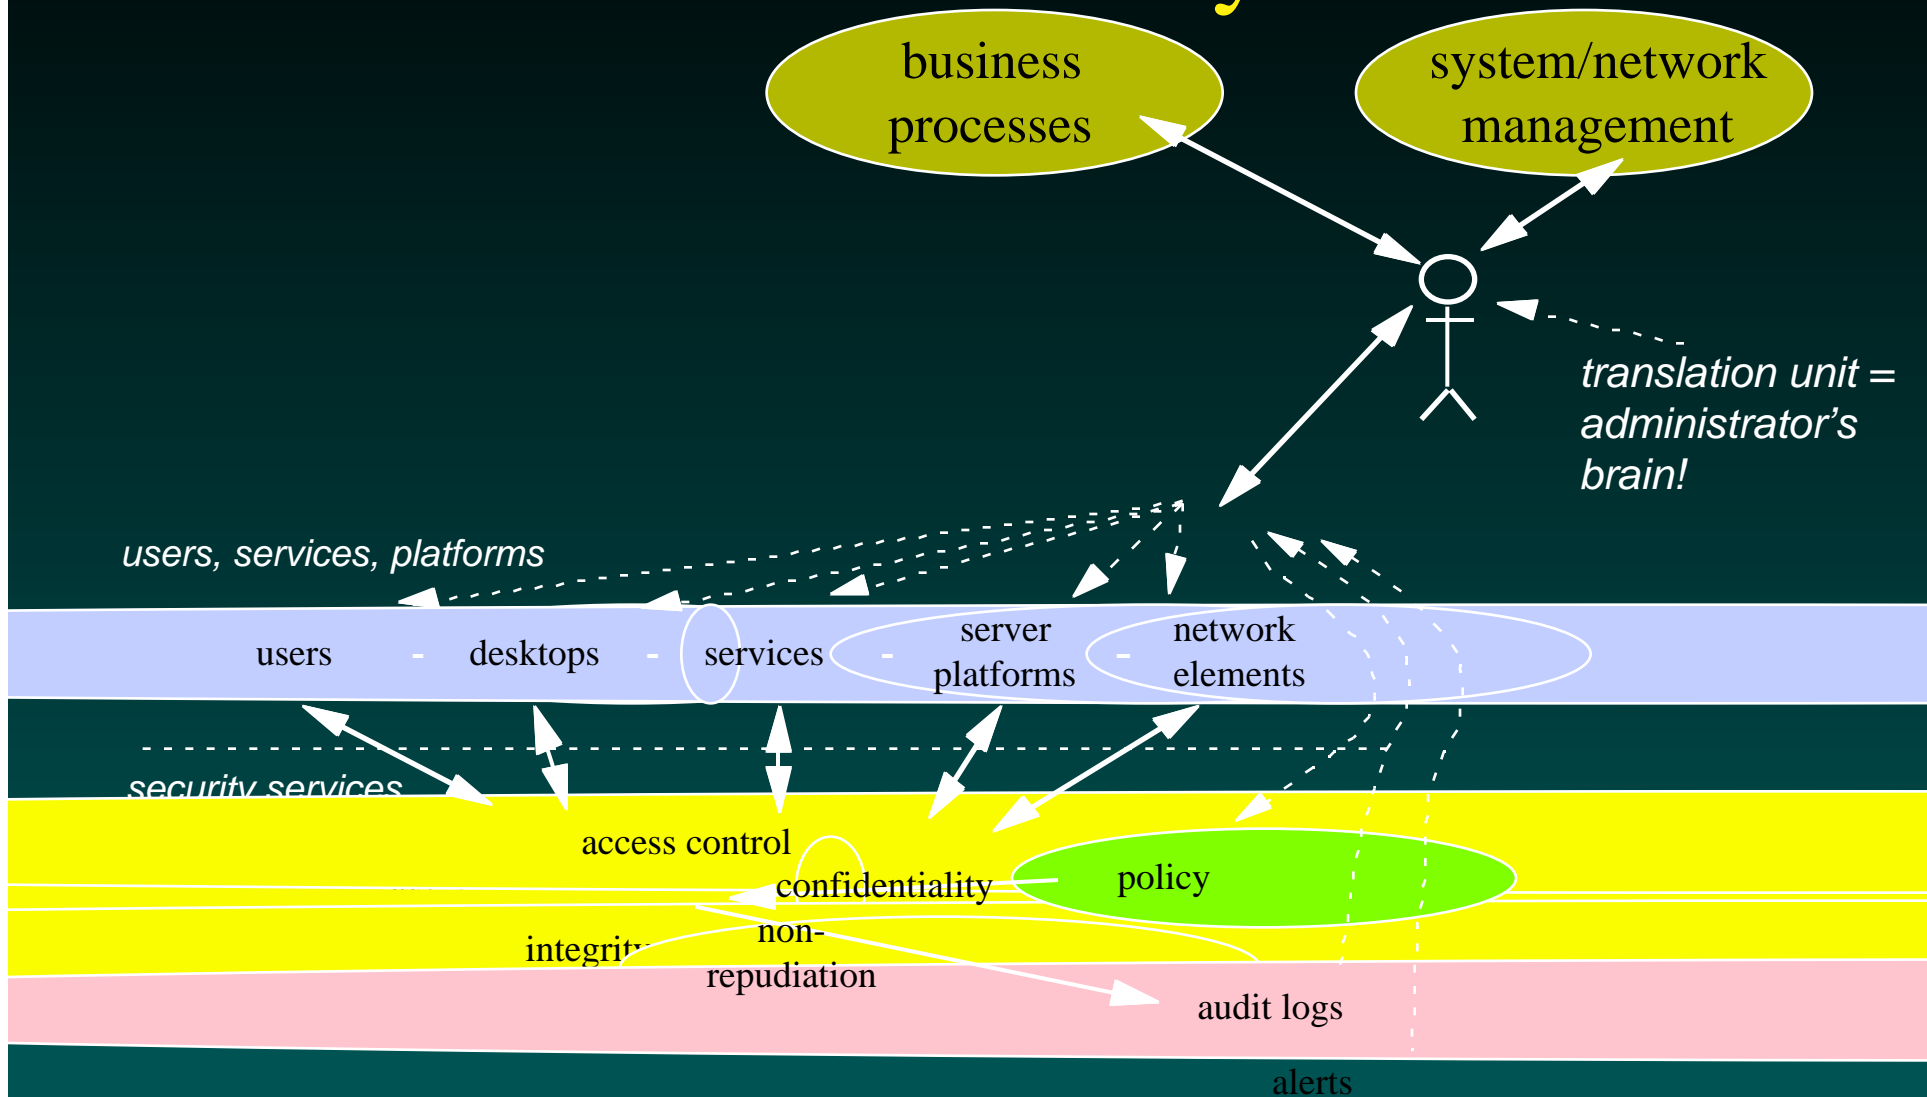 business
processes
system/network
management
translation unit =
administrator's
brain!
users, services, platforms
users - desktops - services - server platforms - network elements
security services
access control
confidentiality
policy
integrity
non-
repudiation
audit logs
alerts